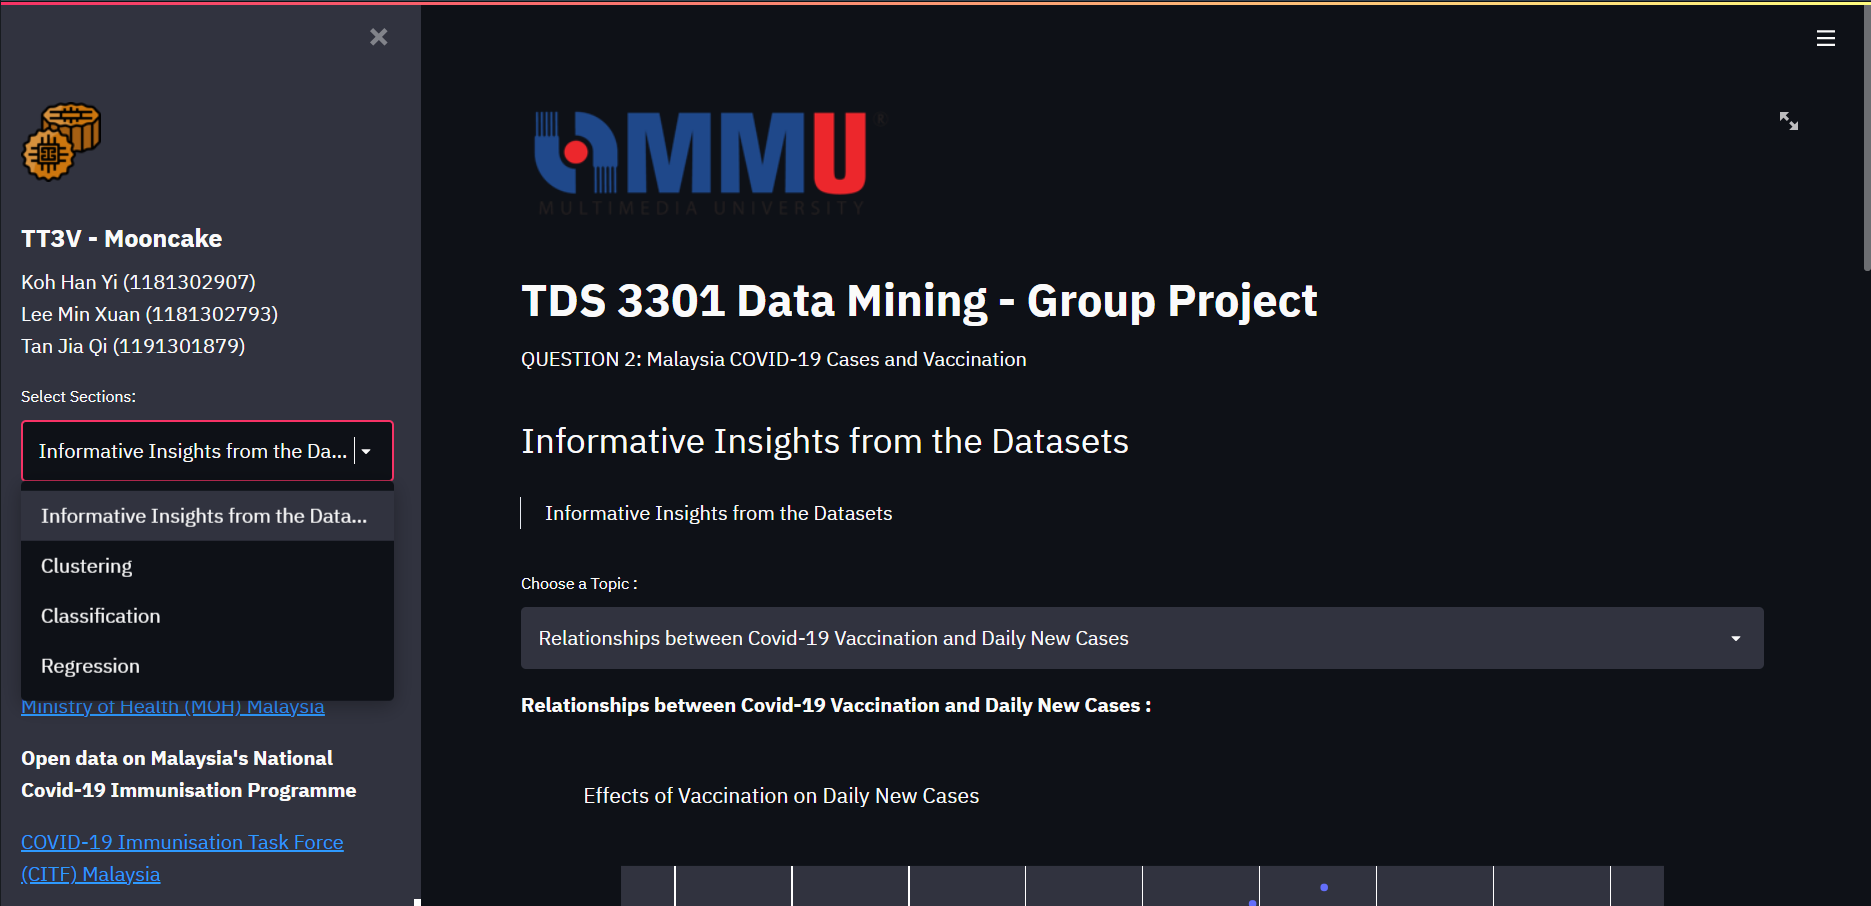 TT3V - Mooncake
Koh Han Yi (1181302907)
Lee Min Xuan (1181302793)
Tan Jia Qi (1191301879)
Select Sections:
Informative Insights from the Da...
Informative Insights from the Data...
Clustering
Classification
Regression
Ministry of Health (MOH) Malaysia
Open data on Malaysia's National
Covid-19 Immunisation Programme
COVID-19 Immunisation Task Force
(CITF) Malaysia
MMU
®
MULTIMEDIA UNIVERSITY
TDS 3301 Data Mining - Group Project
QUESTION 2: Malaysia COVID-19 Cases and Vaccination
Informative Insights from the Datasets
Informative Insights from the Datasets
Choose a Topic :
Relationships between Covid-19 Vaccination and Daily New Cases
Relationships between Covid-19 Vaccination and Daily New Cases :
Effects of Vaccination on Daily New Cases